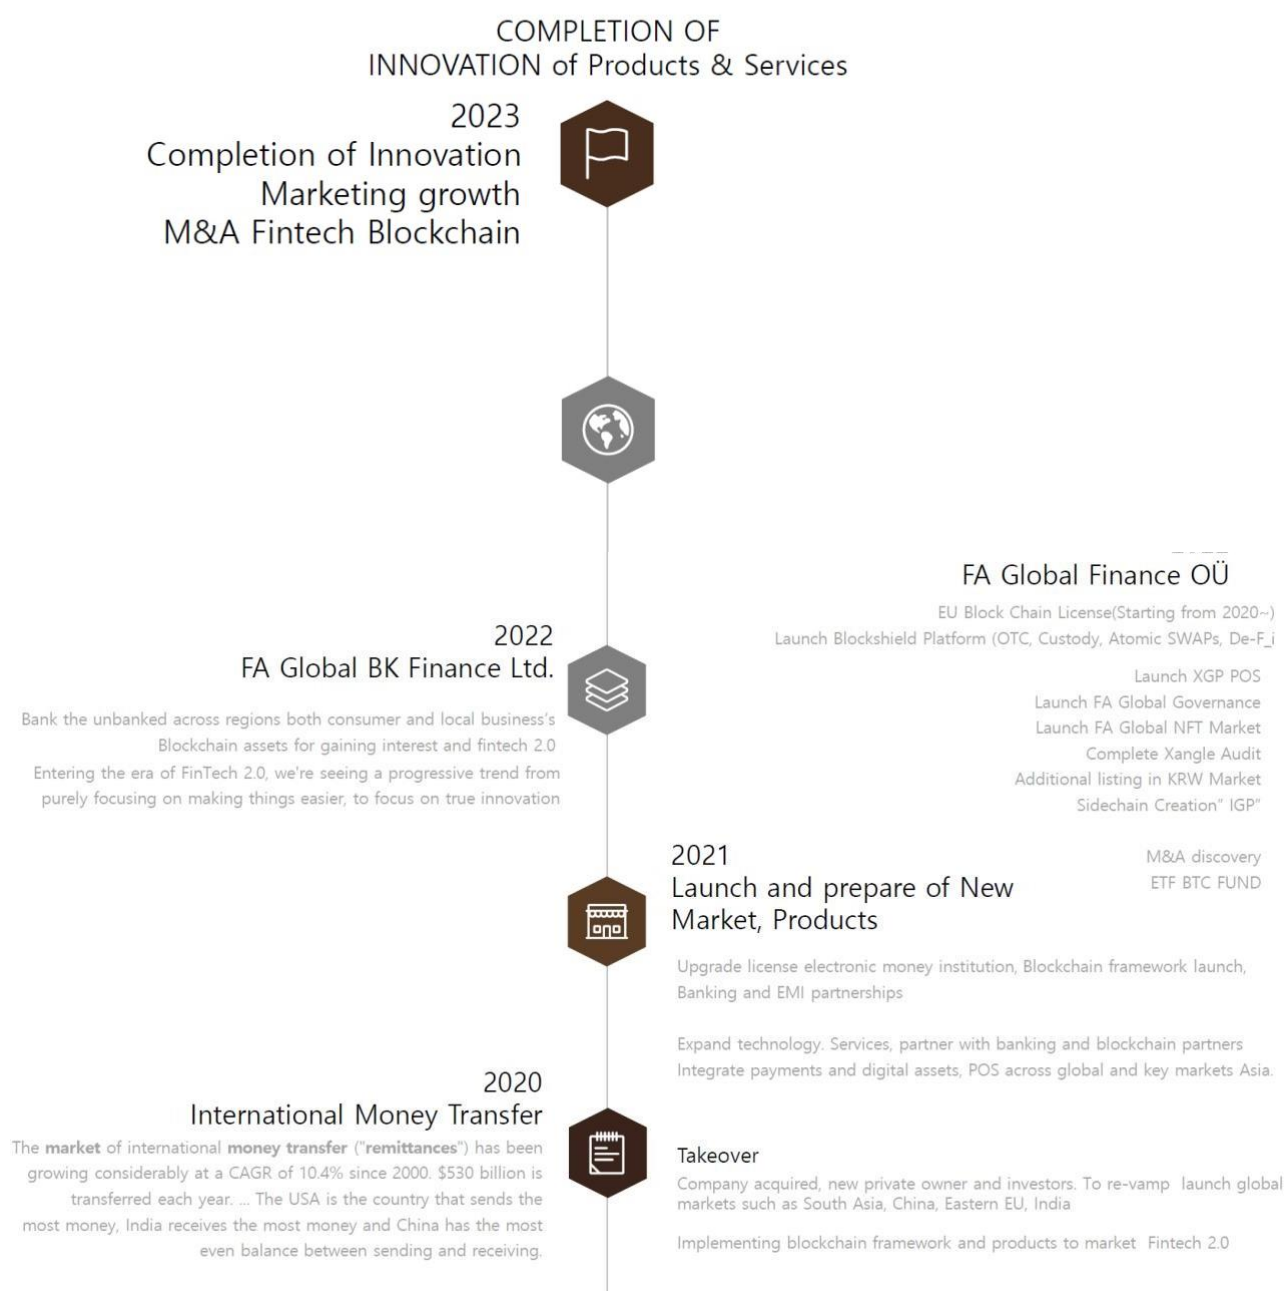 COMPLETION OF
INNOVATION of Products & Services
2023
Completion of Innovation
Marketing growth
M&A Fintech Blockchain
FA Global Finance OÜ
EU Block Chain License(Starting from 2020~)
Launch Blockshield Platform (OTC, Custody, Atomic SWAPs, De-F_i
Launch XGP POS
Launch FA Global Governance
Launch FA Global NFT Market
Complete Xangle Audit
Additional listing in KRW Market
Sidechain Creation” IGP”
M&A discovery
ETF BTC FUND
2022
FA Global BK Finance Ltd.
Bank the unbanked across regions both consumer and local business's
Blockchain assets for gaining interest and fintech 2.0
Entering the era of FinTech 2.0, we're seeing a progressive trend from
purely focusing on making things easier, to focus on true innovation
2021
Launch and prepare of New
Market, Products
Upgrade license electronic money institution, Blockchain framework launch,
Banking and EMI partnerships
Expand technology. Services, partner with banking and blockchain partners
Integrate payments and digital assets, POS across global and key markets Asia.
2020
International Money Transfer
The market of international money transfer ("remittances") has been
growing considerably at a CAGR of 10.4% since 2000. $530 billion is
transferred each year. ... The USA is the country that sends the
most money, India receives the most money and China has the most
even balance between sending and receiving.
Takeover
Company acquired, new private owner and investors. To re-vamp launch global
markets such as South Asia, China, Eastern EU, India
Implementing blockchain framework and products to market Fintech 2.0